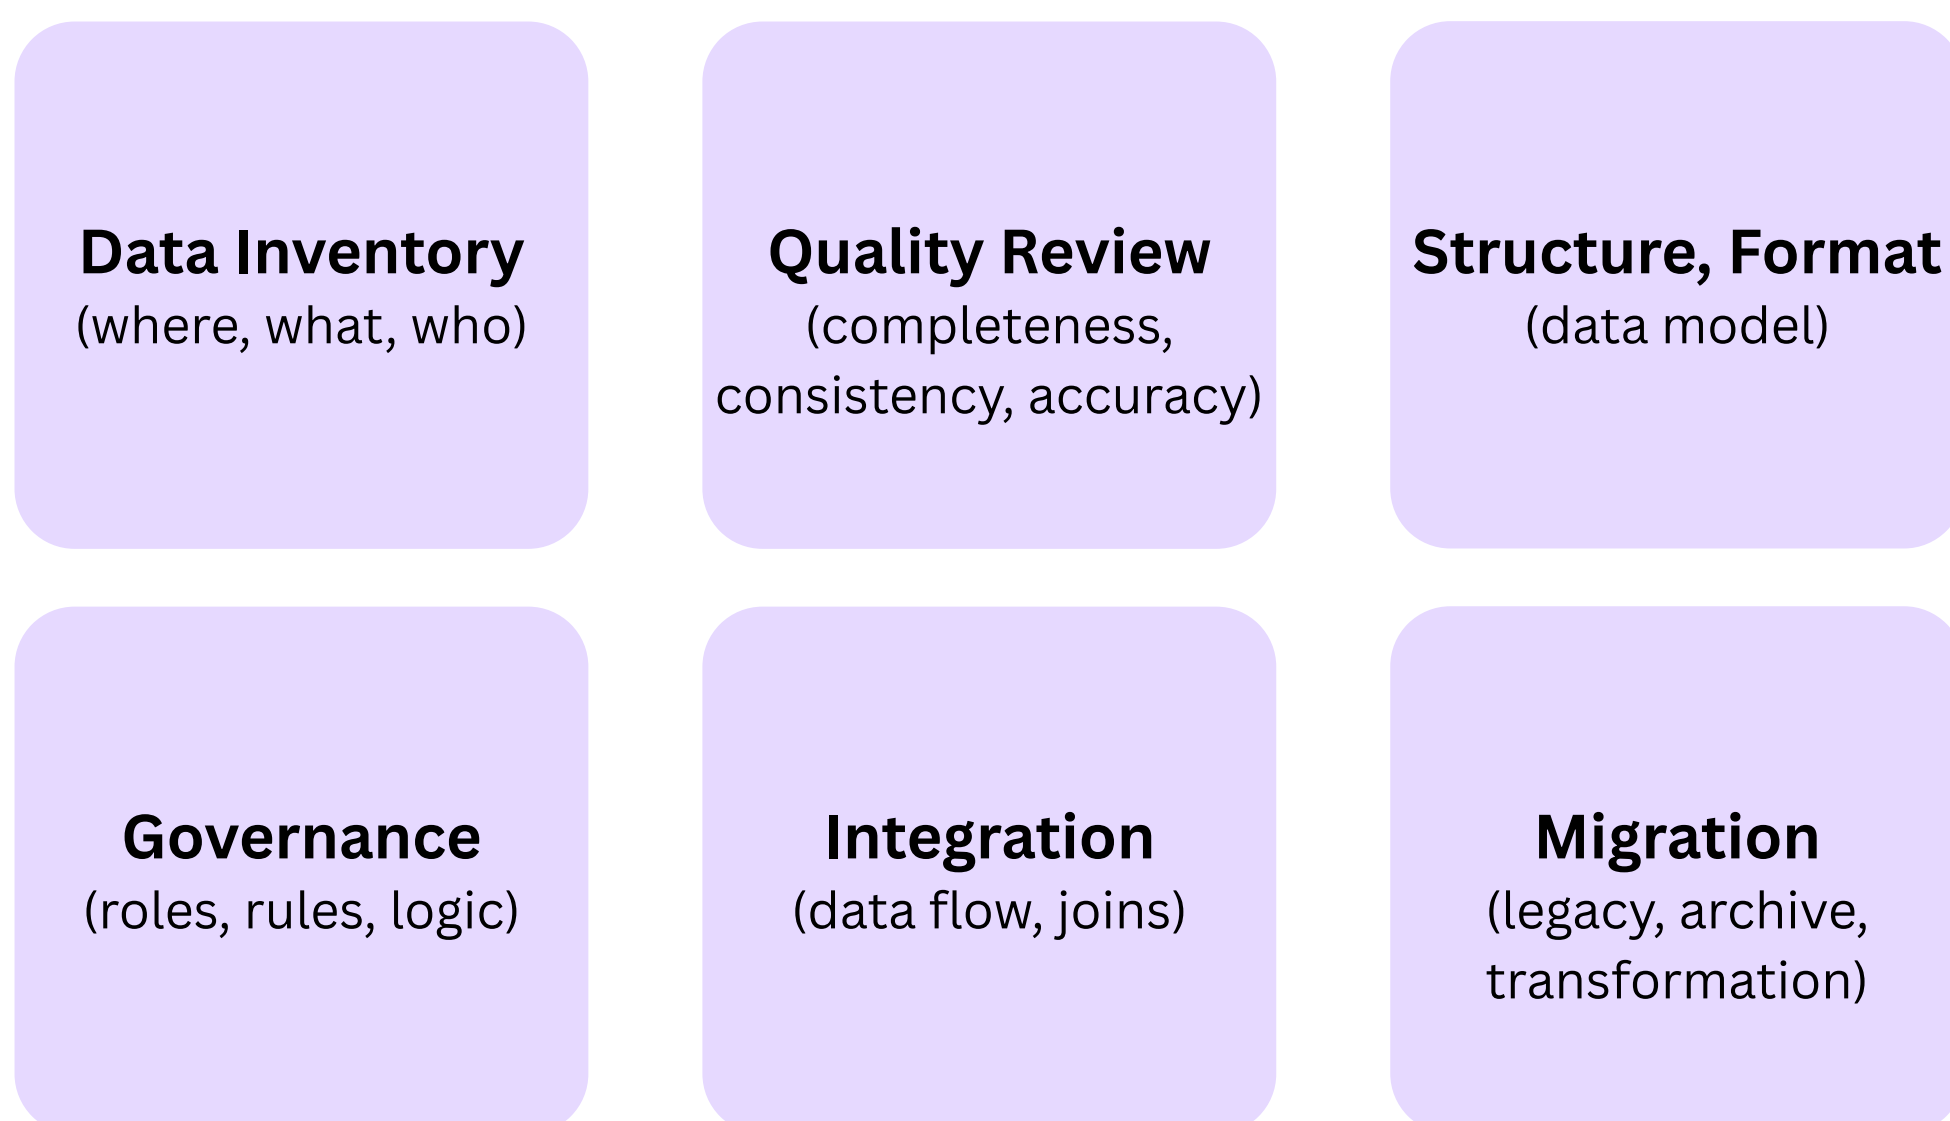 Data Inventory
(where, what, who)
Quality Review
(completeness,
consistency, accuracy)
Structure, Format
(data model)
Governance
(roles, rules, logic)
Integration
(data flow, joins)
Migration
(legacy, archive,
transformation)